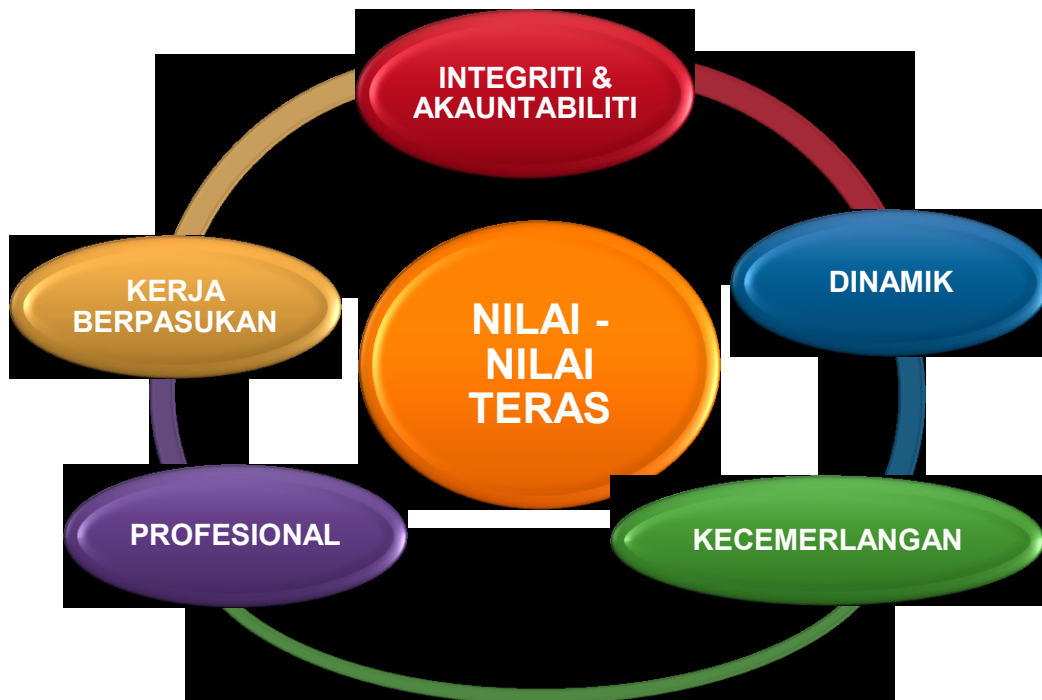 INTEGRITI &
AKAUNTABILITI
DINAMIK
KERJA
BERPASUKAN
NILAI -
NILAI
TERAS
PROFESIONAL
KECEMERLANGAN